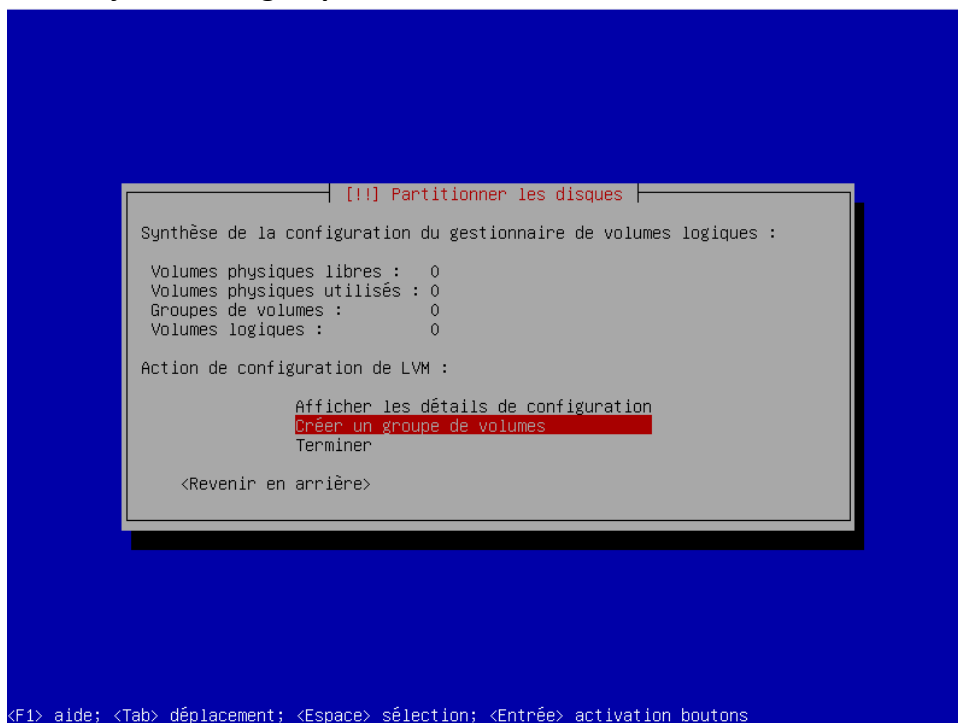 [!!] Partitionner les disques
Synthèse de la configuration du gestionnaire de volumes logiques :
Volumes physiques libres : 0
Volumes physiques utilisés : 0
Groupes de volumes : 0
Volumes logiques : 0
Action de configuration de LVM :
Afficher les détails de configuration
Créer un groupe de volumes
Terminer
<Revenir en arrière>
<F1> aide; <Tab> déplacement; <Espace> sélection; <Entrée> activation boutons